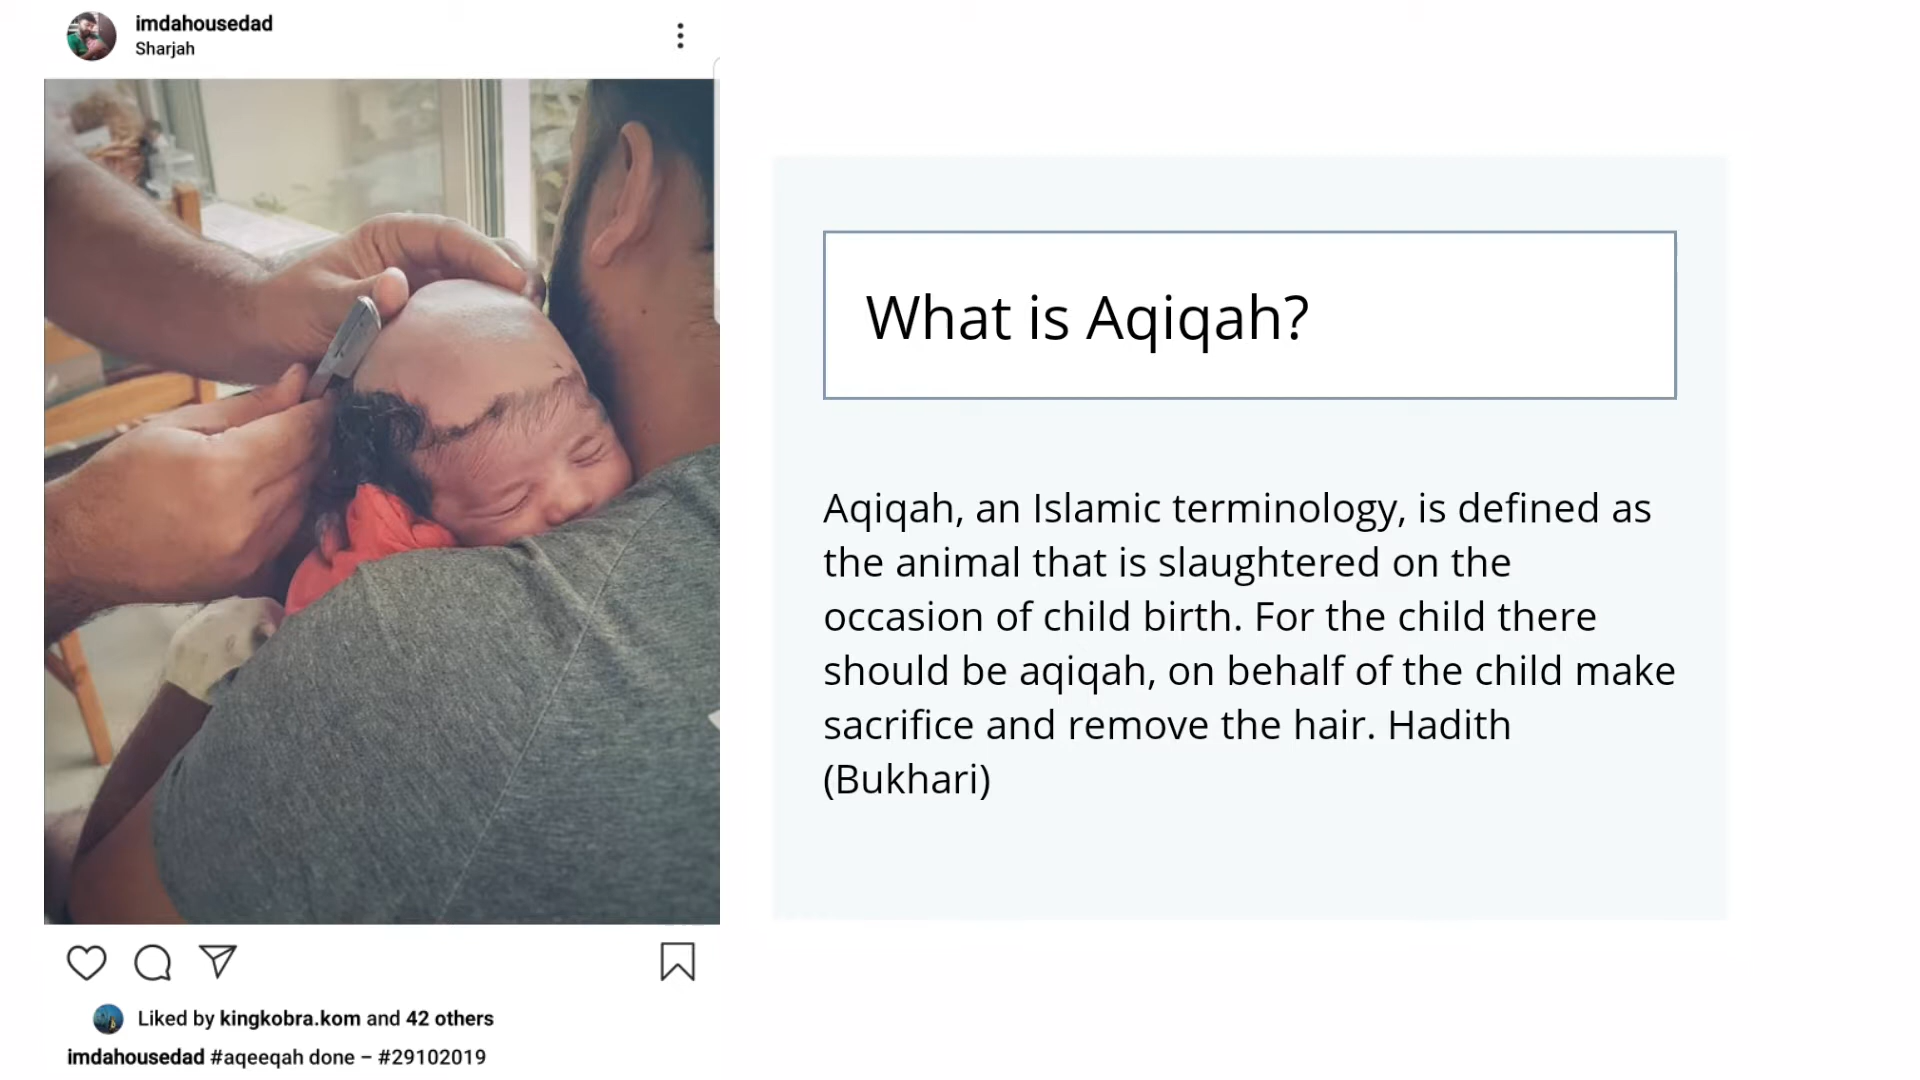 imdahousedad
Sharjah
What is Aqiqah?
Aqiqah, an Islamic terminology, is defined as
the animal that is slaughtered on the
occasion of child birth. For the child there
should be aqiqah, on behalf of the child make
sacrifice and remove the hair. Hadith
(Bukhari)
Liked by kingkobra.kom and 42 others
imdahousedad #aqeeqah done – #29102019